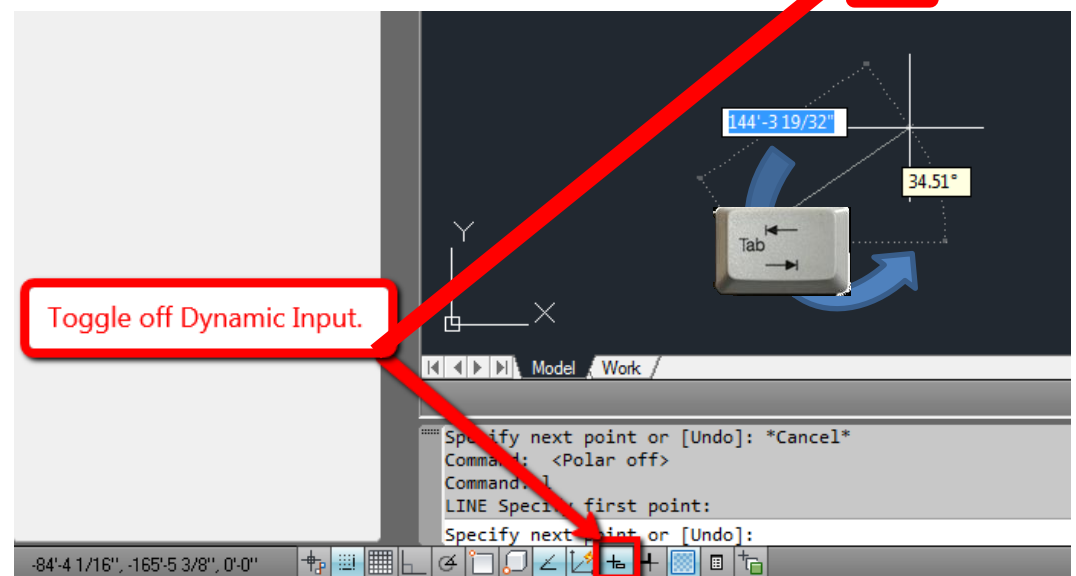 144'-3 19/32"
34.51°
Tab
Y
Toggle off Dynamic Input.
X
Model Work
Specify next point or [Undo]: *Cancel*
Command: <Polar off>
Command: l
LINE Specify first point:
Specify next point or [Undo]:
-84'-4 1/16", -165'-5 3/8", 0'-0"